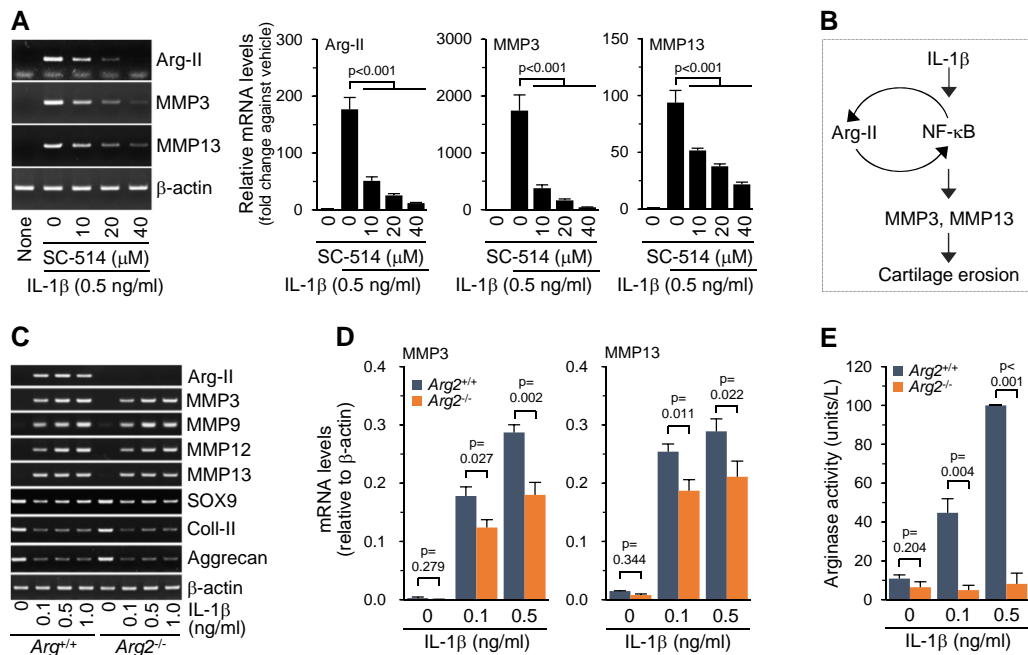 A
Arg-II
MMP3
MMP13
β-actin
None
0
10
20
40
SC-514 (μM)
IL-1β (0.5 ng/ml)
Relative mRNA levels
(fold change against vehicle)
Arg-II
300
240
180
120
60
0
p<0.001
0
0
10
20
40
SC-514 (μM)
IL-1β (0.5 ng/ml)
MMP3
3000
2000
1000
0
p<0.001
0
0
10
20
40
SC-514 (μM)
IL-1β (0.5 ng/ml)
MMP13
150
125
100
75
50
25
0
p<0.001
0
0
10
20
40
SC-514 (μM)
IL-1β (0.5 ng/ml)
B
IL-1β
Arg-II
NF-κB
MMP3, MMP13
Cartilage erosion
C
Arg-II
MMP3
MMP9
MMP12
MMP13
SOX9
Coll-II
Aggrecan
β-actin
0
0.1
0.5
1.0
0
0.1
0.5
1.0
IL-1β
(ng/ml)
Arg+/+
Arg2-/-
D
mRNA levels
(relative to β-actin)
MMP3
0.4
0.3
0.2
0.1
0.0
Arg2+/+
Arg2-/-
p=
0.279
p=
0.027
p=
0.002
0
0.1
0.5
IL-1β (ng/ml)
MMP13
0.4
0.3
0.2
0.1
0.0
p=
0.344
p=
0.011
p=
0.022
0
0.1
0.5
IL-1β (ng/ml)
E
Arginase activity (units/L)
120
100
80
60
40
20
0
Arg2+/+
Arg2-/-
p=
0.204
p=
0.004
p<
0.001
0
0.1
0.5
IL-1β (ng/ml)